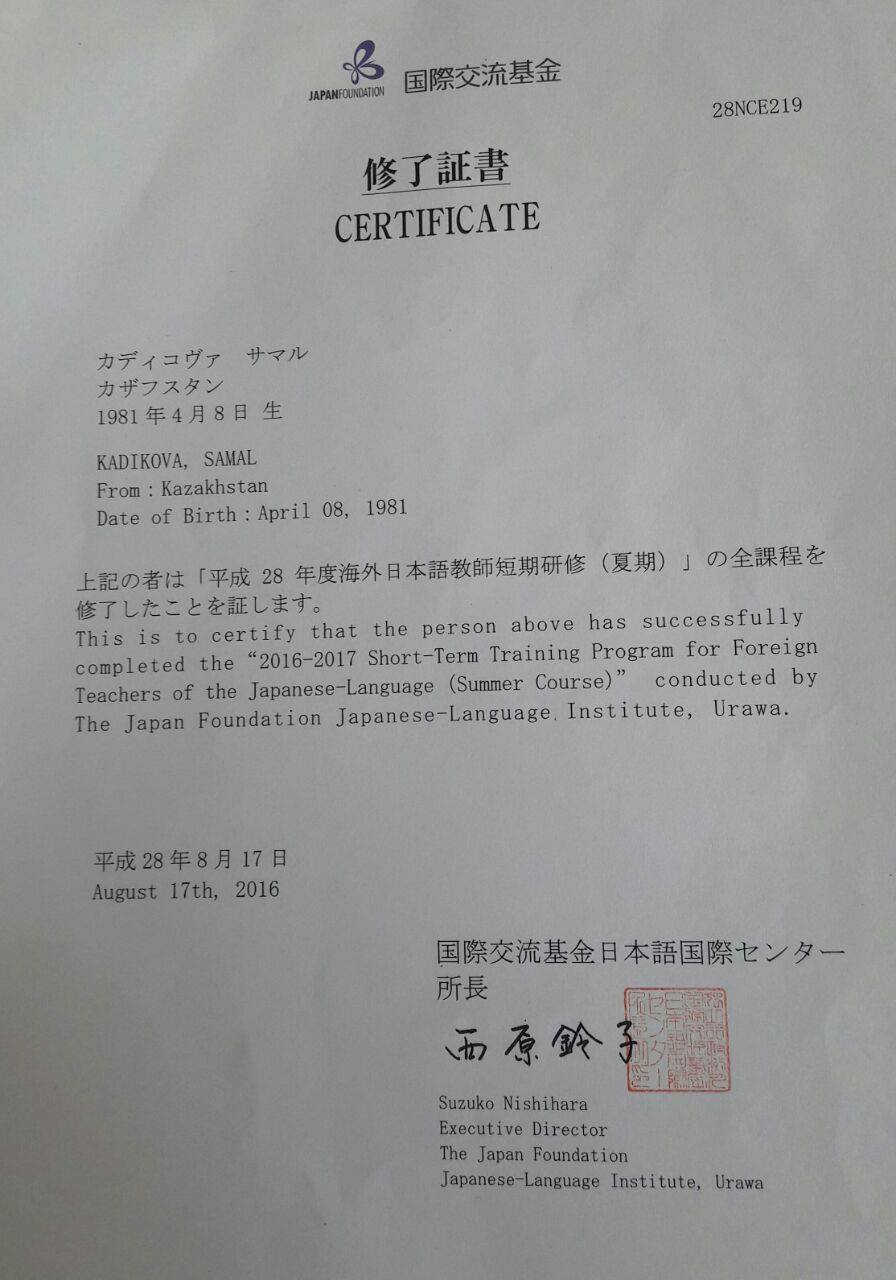 JAPANFOUNDATION 国際交流基金
28NCE219
修了証書
CERTIFICATE
カディコヴァ　サマル
カザフスタン
1981年4月8日 生
KADIKOVA, SAMAL
From：Kazakhstan
Date of Birth：April 08, 1981
上記の者は「平成 28 年度海外日本語教師短期研修（夏期）」の全課程を
修了したことを証します。
This is to certify that the person above has successfully
completed the “2016-2017 Short-Term Training Program for Foreign
Teachers of the Japanese-Language (Summer Course)” conducted by
The Japan Foundation Japanese-Language Institute, Urawa.
平成28年8月17日
August 17th, 2016
国際交流基金日本語国際センター
所長
西原鈴子
Suzuko Nishihara
Executive Director
The Japan Foundation
Japanese-Language Institute, Urawa